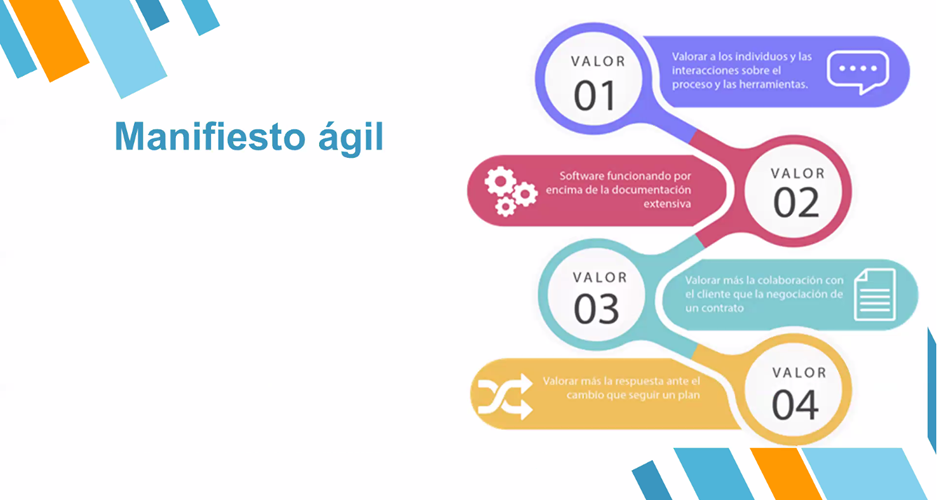 Manifiesto ágil
VALOR
01
Valorar a los individuos y las
interacciones sobre el
proceso y las herramientas.
Software funcionando por
encima de la documentación
extensiva
VALOR
02
VALOR
03
Valorar más la colaboración con
el cliente que la negociación de
un contrato
Valorar más la respuesta ante el
cambio que seguir un plan
VALOR
04